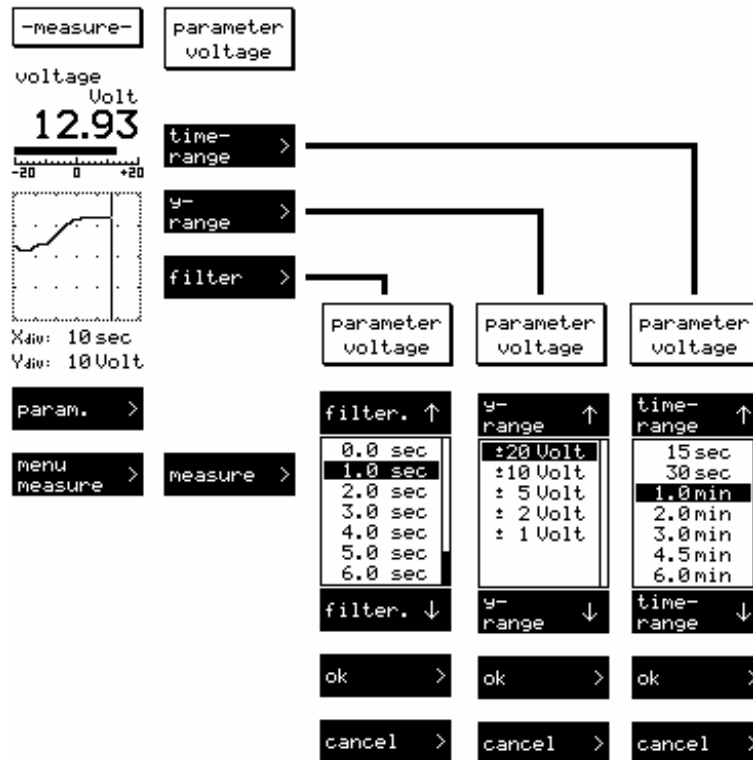 -measure-
voltage
Volt
12.93
-20 0 +20
Xdiv: 10 sec
Ydiv: 10 Volt
param. >
menu
measure >
parameter
voltage
time-
range >
y-
range >
filter >
measure >
parameter
voltage
filter. ↑
0.0 sec
1.0 sec
2.0 sec
3.0 sec
4.0 sec
5.0 sec
6.0 sec
filter. ↓
ok >
cancel >
parameter
voltage
y-
range ↑
±20 Volt
±10 Volt
± 5 Volt
± 2 Volt
± 1 Volt
y-
range ↓
ok >
cancel >
parameter
voltage
time-
range ↑
15 sec
30 sec
1.0 min
2.0 min
3.0 min
4.5 min
6.0 min
time-
range ↓
ok >
cancel >